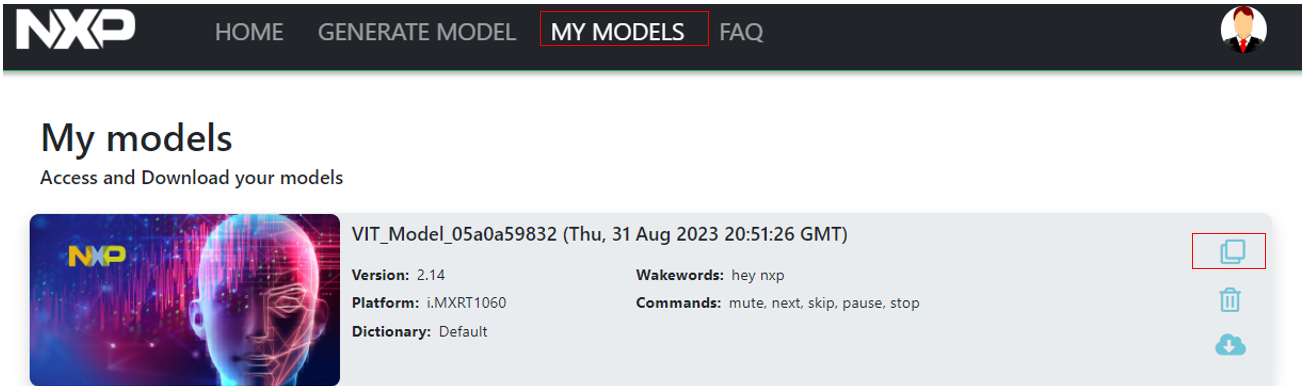 NXP HOME GENERATE MODEL MY MODELS FAQ
My models
Access and Download your models
NXP
VIT_Model_05a0a59832 (Thu, 31 Aug 2023 20:51:26 GMT)
Version: 2.14 Wakewords: hey nxp
Platform: i.MXRT1060 Commands: mute, next, skip, pause, stop
Dictionary: Default